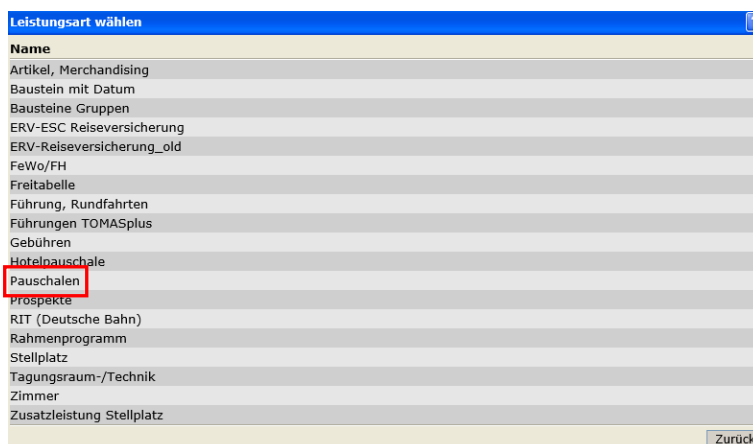 Leistungsart wählen
Name
Artikel, Merchandising
Baustein mit Datum
Bausteine Gruppen
ERV-ESC Reiseversicherung
ERV-Reiseversicherung_old
FeWo/FH
Freitabelle
Führung, Rundfahrten
Führungen TOMASplus
Gebühren
Hotelpauschale
Pauschalen
Prospekte
RIT (Deutsche Bahn)
Rahmenprogramm
Stellplatz
Tagungsraum-/Technik
Zimmer
Zusatzleistung Stellplatz
Zurück